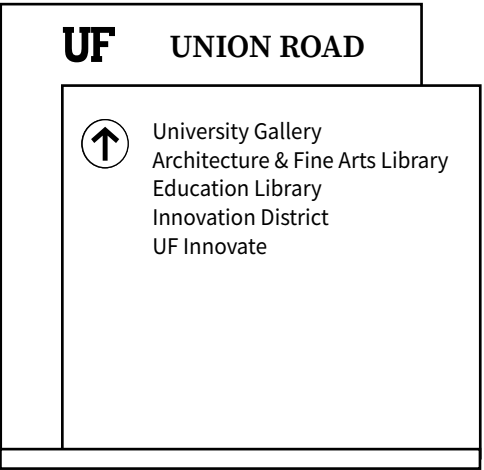 UF UNION ROAD
University Gallery
Architecture & Fine Arts Library
Education Library
Innovation District
UF Innovate